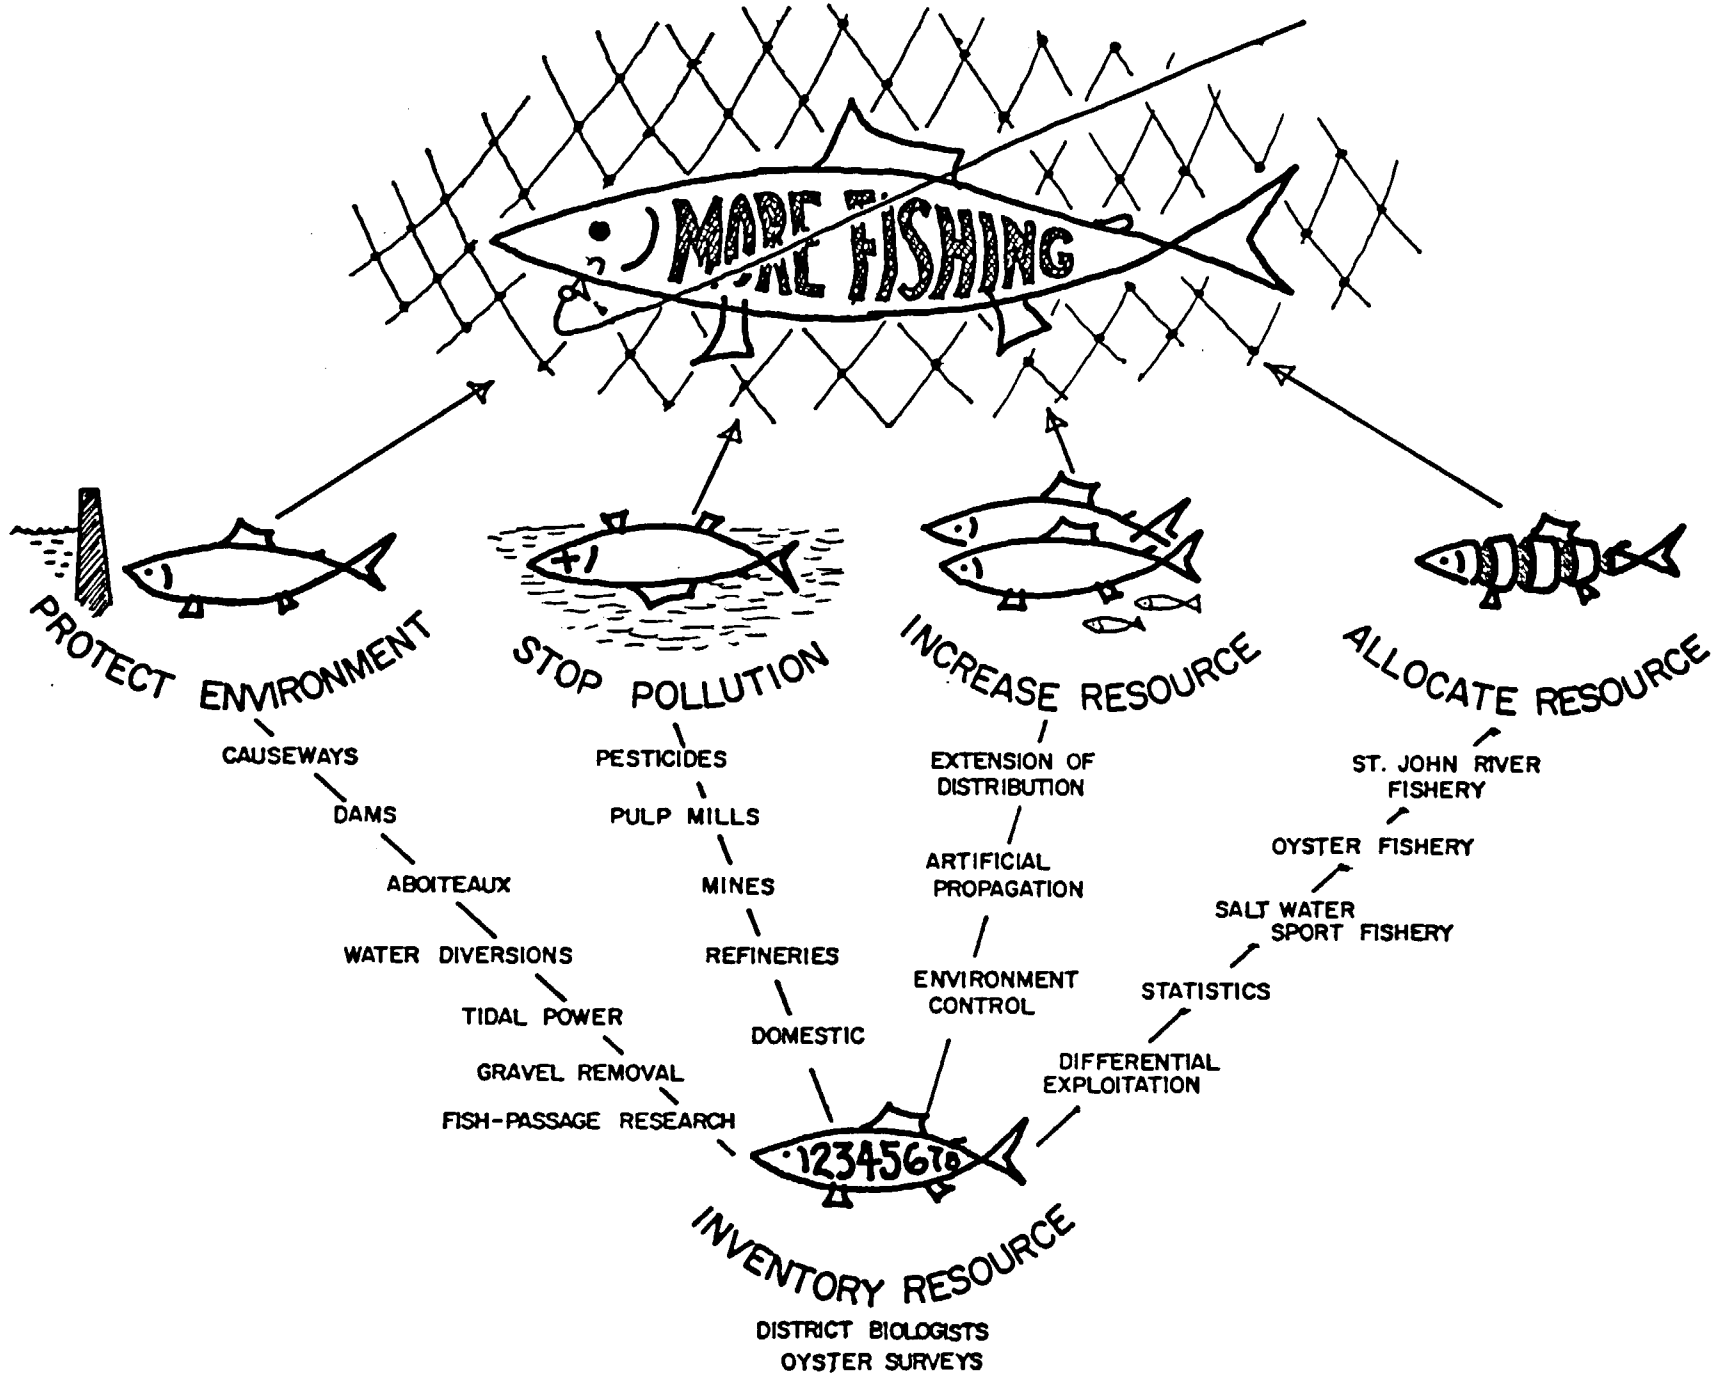 MORE FISHING
PROTECT ENVIRONMENT
CAUSEWAYS
DAMS
ABOITEAUX
WATER DIVERSIONS
TIDAL POWER
GRAVEL REMOVAL
FISH-PASSAGE RESEARCH
STOP POLLUTION
PESTICIDES
PULP MILLS
MINES
REFINERIES
DOMESTIC
INCREASE RESOURCE
EXTENSION OF
DISTRIBUTION
ARTIFICIAL
PROPAGATION
ENVIRONMENT
CONTROL
ALLOCATE RESOURCE
ST. JOHN RIVER
FISHERY
OYSTER FISHERY
SALT WATER
SPORT FISHERY
STATISTICS
DIFFERENTIAL
EXPLOITATION
12345678
INVENTORY RESOURCE
DISTRICT BIOLOGISTS
OYSTER SURVEYS